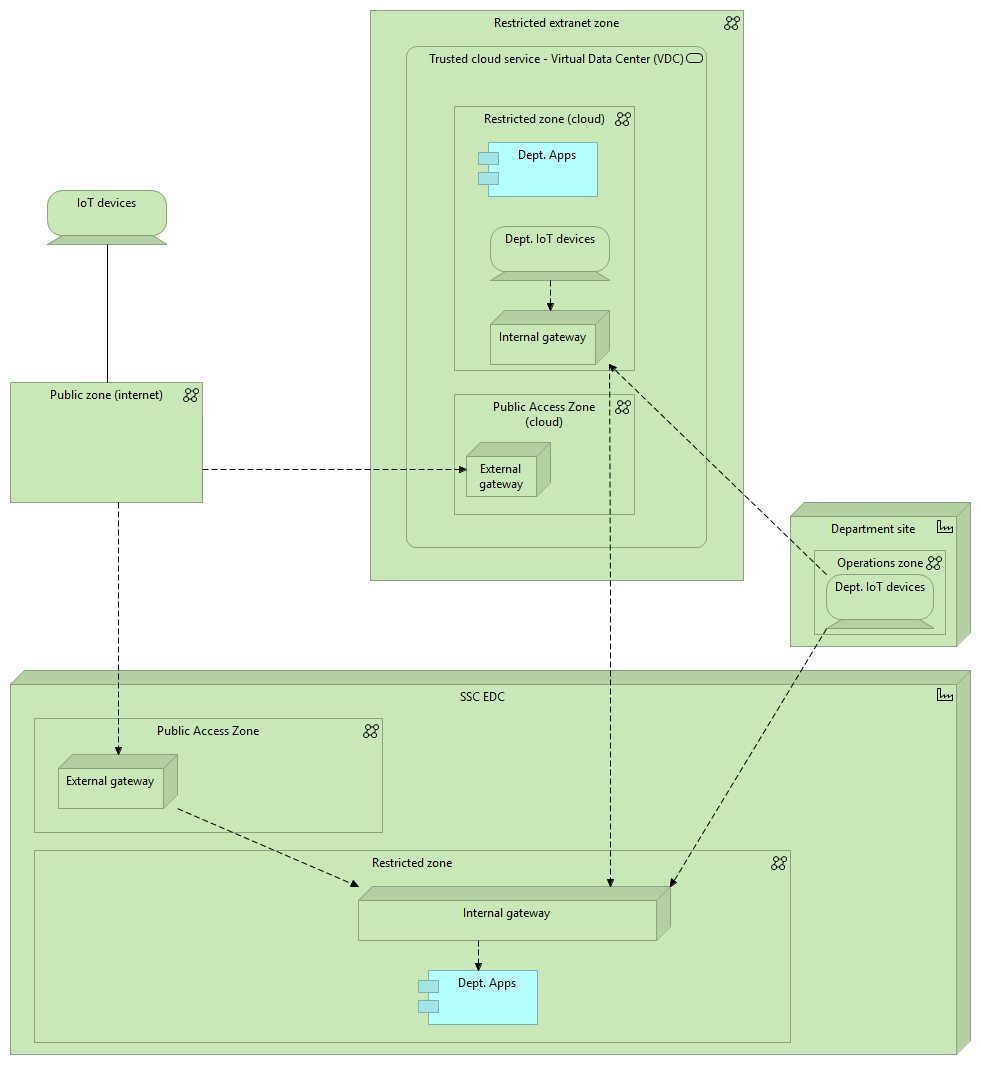 Restricted extranet zone
Trusted cloud service - Virtual Data Center (VDC)
Restricted zone (cloud)
Dept. Apps
IoT devices
Dept. IoT devices
Internal gateway
Public zone (internet)
Public Access Zone
(cloud)
External
gateway
Department site
Operations zone
Dept. IoT devices
SSC EDC
Public Access Zone
External gateway
Restricted zone
Internal gateway
Dept. Apps